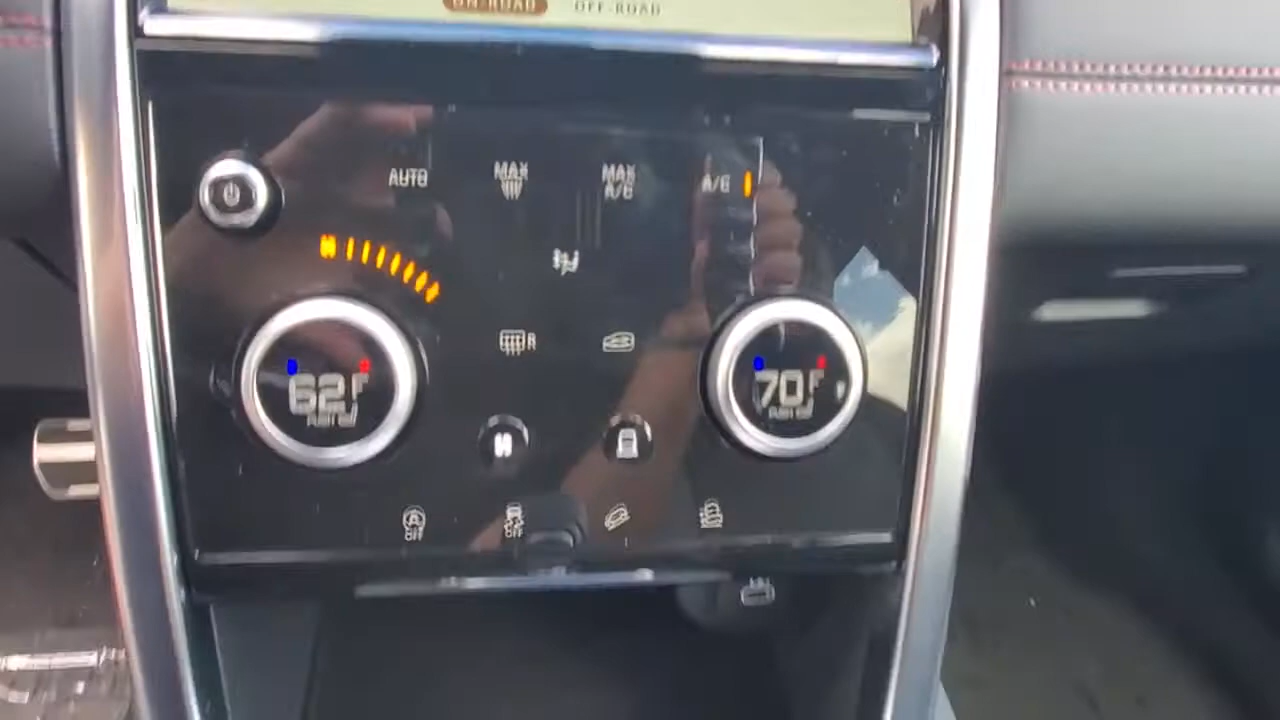 ON-ROAD OFF-ROAD
AUTO MAX MAX A/C A/C
R
62 F
70 F
A OFF OFF